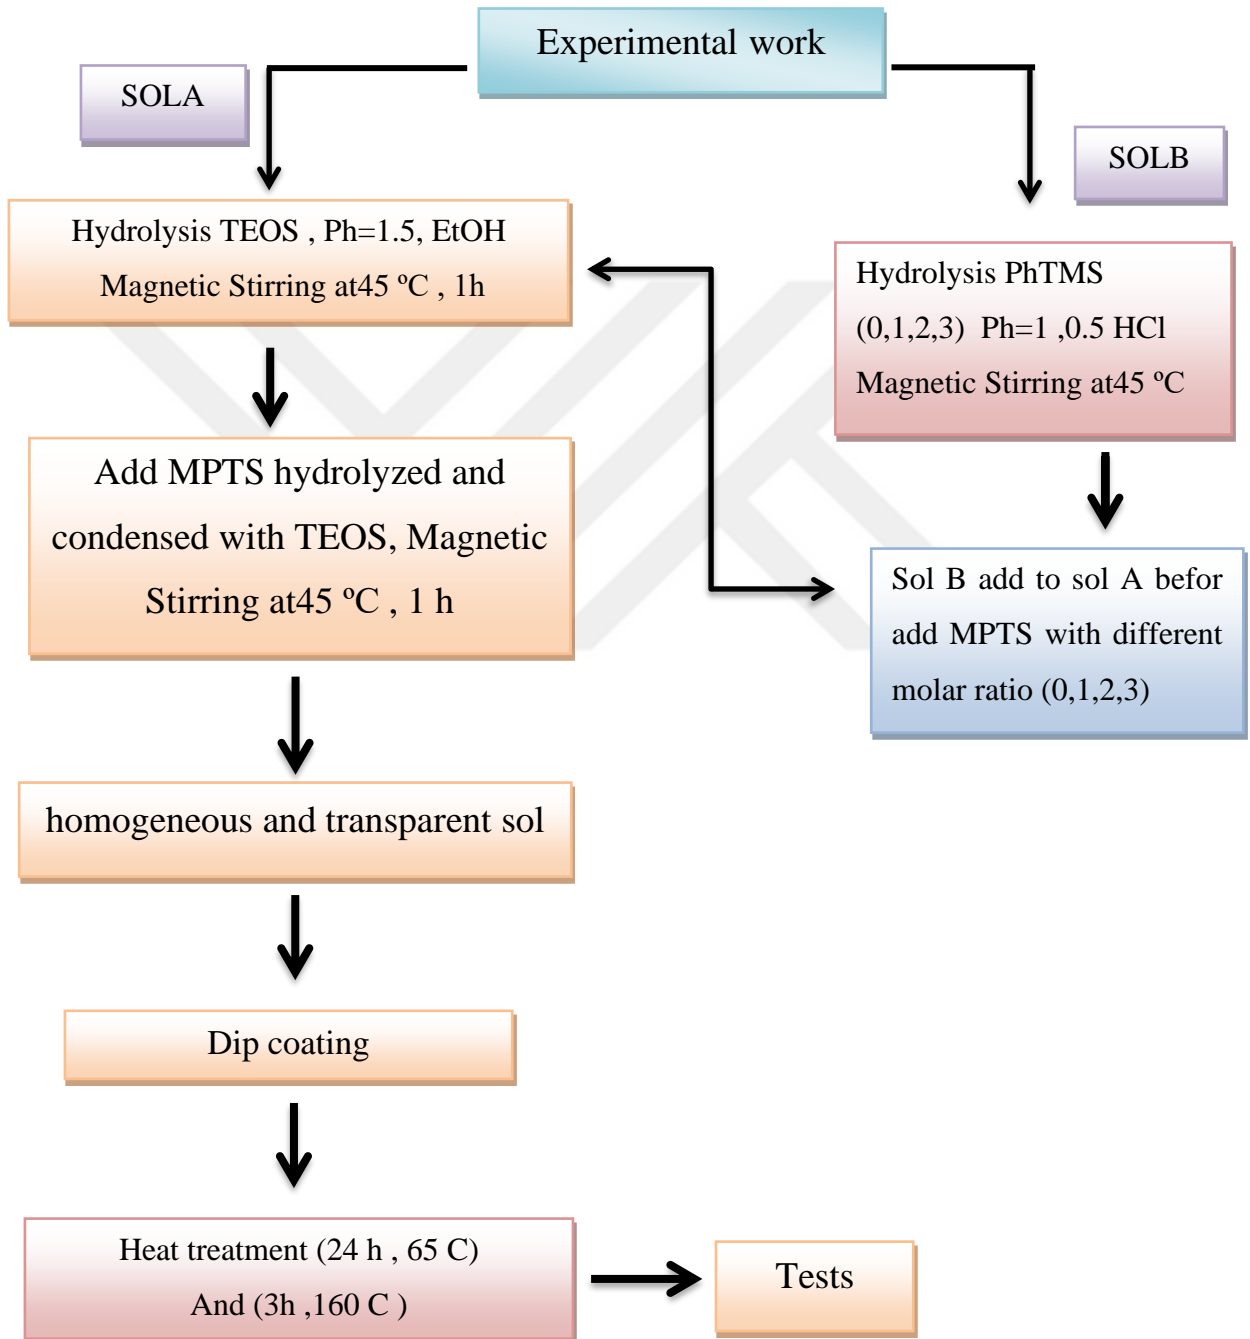 Experimental work
SOLA
SOLB
Hydrolysis TEOS , Ph=1.5, EtOH
Magnetic Stirring at45 ºC , 1h
Hydrolysis PhTMS
(0,1,2,3) Ph=1 ,0.5 HCl
Magnetic Stirring at45 ºC
Add MPTS hydrolyzed and
condensed with TEOS, Magnetic
Stirring at45 ºC , 1 h
Sol B add to sol A befor
add MPTS with different
molar ratio (0,1,2,3)
homogeneous and transparent sol
Dip coating
Heat treatment (24 h , 65 C)
And (3h ,160 C )
Tests